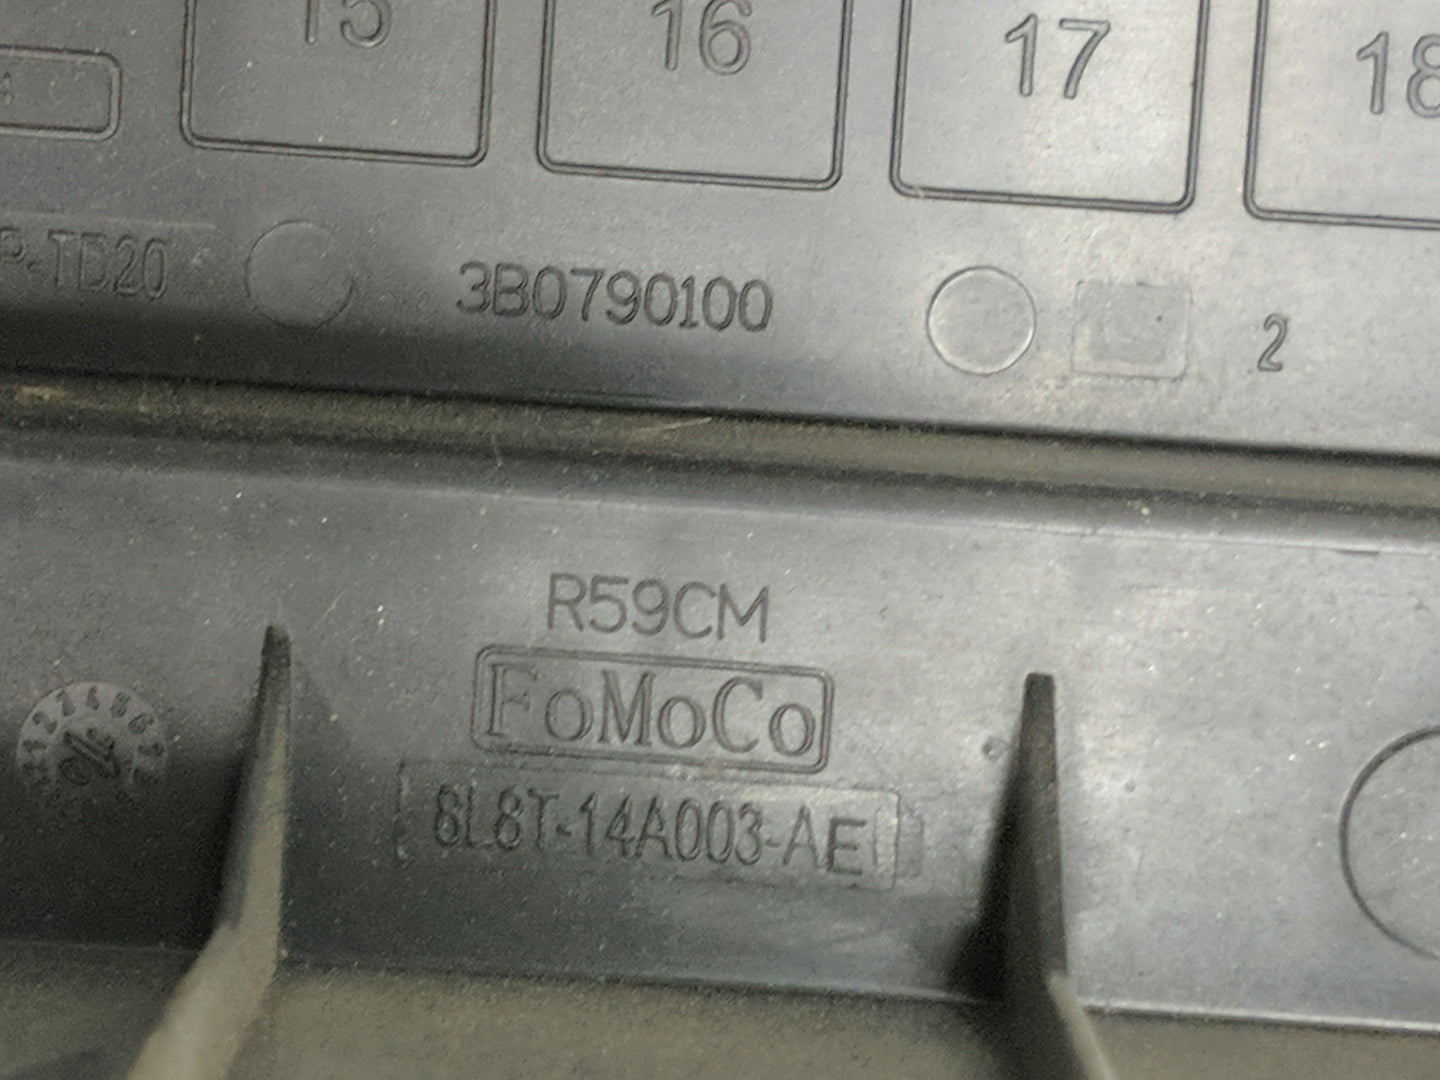 15 16 17 18
P-TD20
3B0790100
2
R59CM
FoMoCo
8L8T-14A003-AE